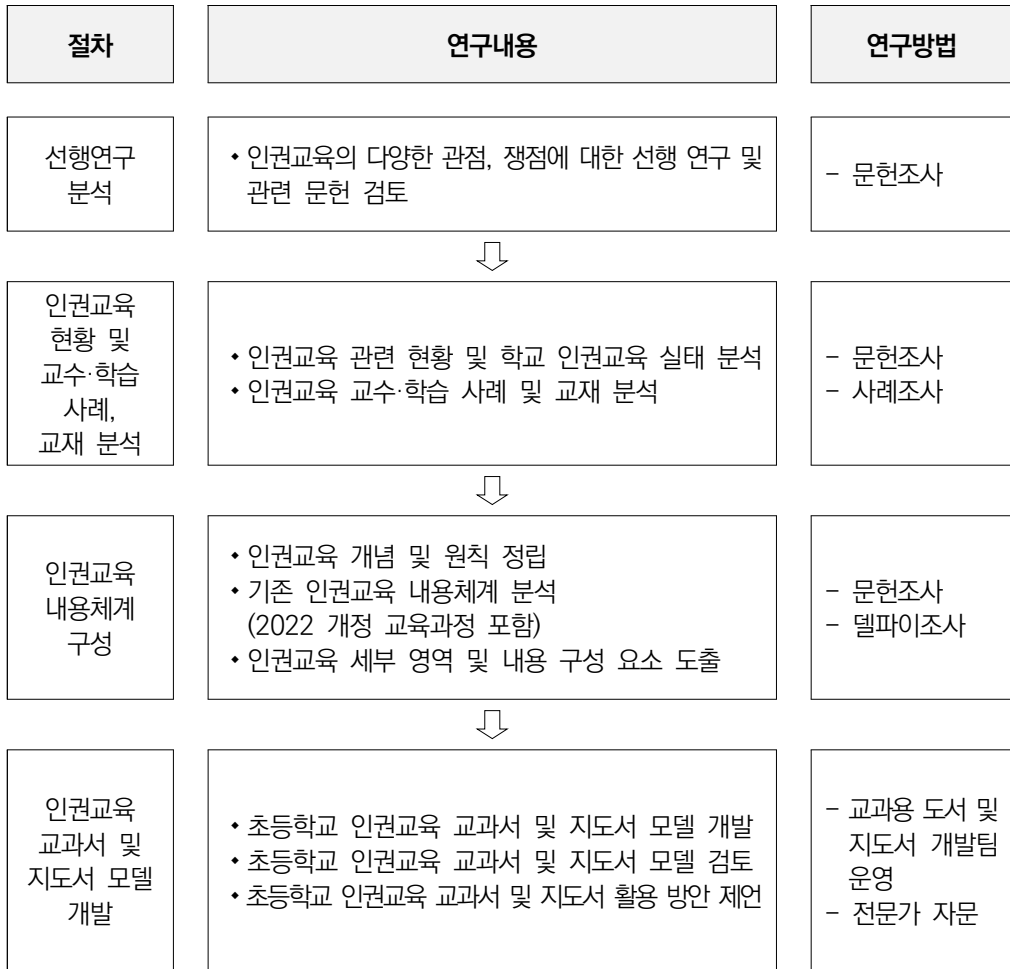 절차
연구내용
연구방법
선행연구
분석
• 인권교육의 다양한 관점, 쟁점에 대한 선행 연구 및
관련 문헌 검토
- 문헌조사
인권교육
현황 및
교수·학습
사례,
교재 분석
• 인권교육 관련 현황 및 학교 인권교육 실태 분석
• 인권교육 교수·학습 사례 및 교재 분석
- 문헌조사
- 사례조사
인권교육
내용체계
구성
• 인권교육 개념 및 원칙 정립
• 기존 인권교육 내용체계 분석
(2022 개정 교육과정 포함)
• 인권교육 세부 영역 및 내용 구성 요소 도출
- 문헌조사
- 델파이조사
인권교육
교과서 및
지도서 모델
개발
• 초등학교 인권교육 교과서 및 지도서 모델 개발
• 초등학교 인권교육 교과서 및 지도서 모델 검토
• 초등학교 인권교육 교과서 및 지도서 활용 방안 제언
- 교과용 도서 및
지도서 개발팀
운영
- 전문가 자문